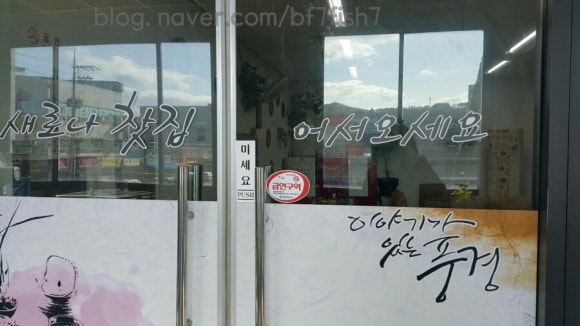 blog.naver.com/bf7fish7
새로나 찻집
어서오세요
미세요
PUSH
금연구역
이야기가
있는 풍경